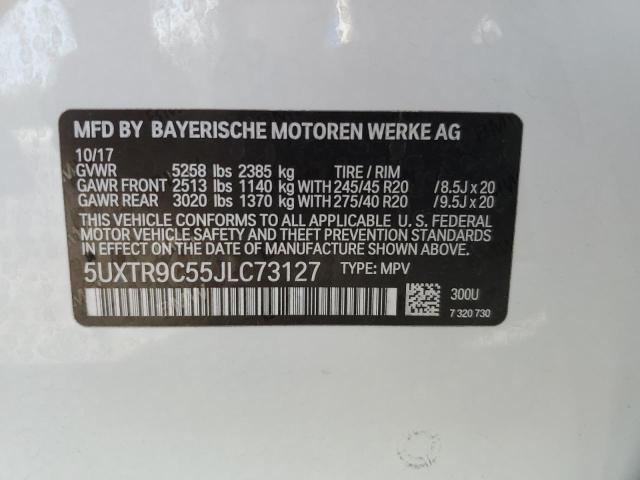 MFD BY BAYERISCHE MOTOREN WERKE AG
10/17
GVWR 5258 lbs 2385 kg TIRE / RIM
GAWR FRONT 2513 lbs 1140 kg WITH 245/45 R20 /8.5J x 20
GAWR REAR 3020 lbs 1370 kg WITH 275/40 R20 /9.5J x 20
THIS VEHICLE CONFORMS TO ALL APPLICABLE U. S. FEDERAL
MOTOR VEHICLE SAFETY AND THEFT PREVENTION STANDARDS
IN EFFECT ON THE DATE OF MANUFACTURE SHOWN ABOVE.
5UXTR9C55JLC73127 TYPE: MPV
300U
7 320 730